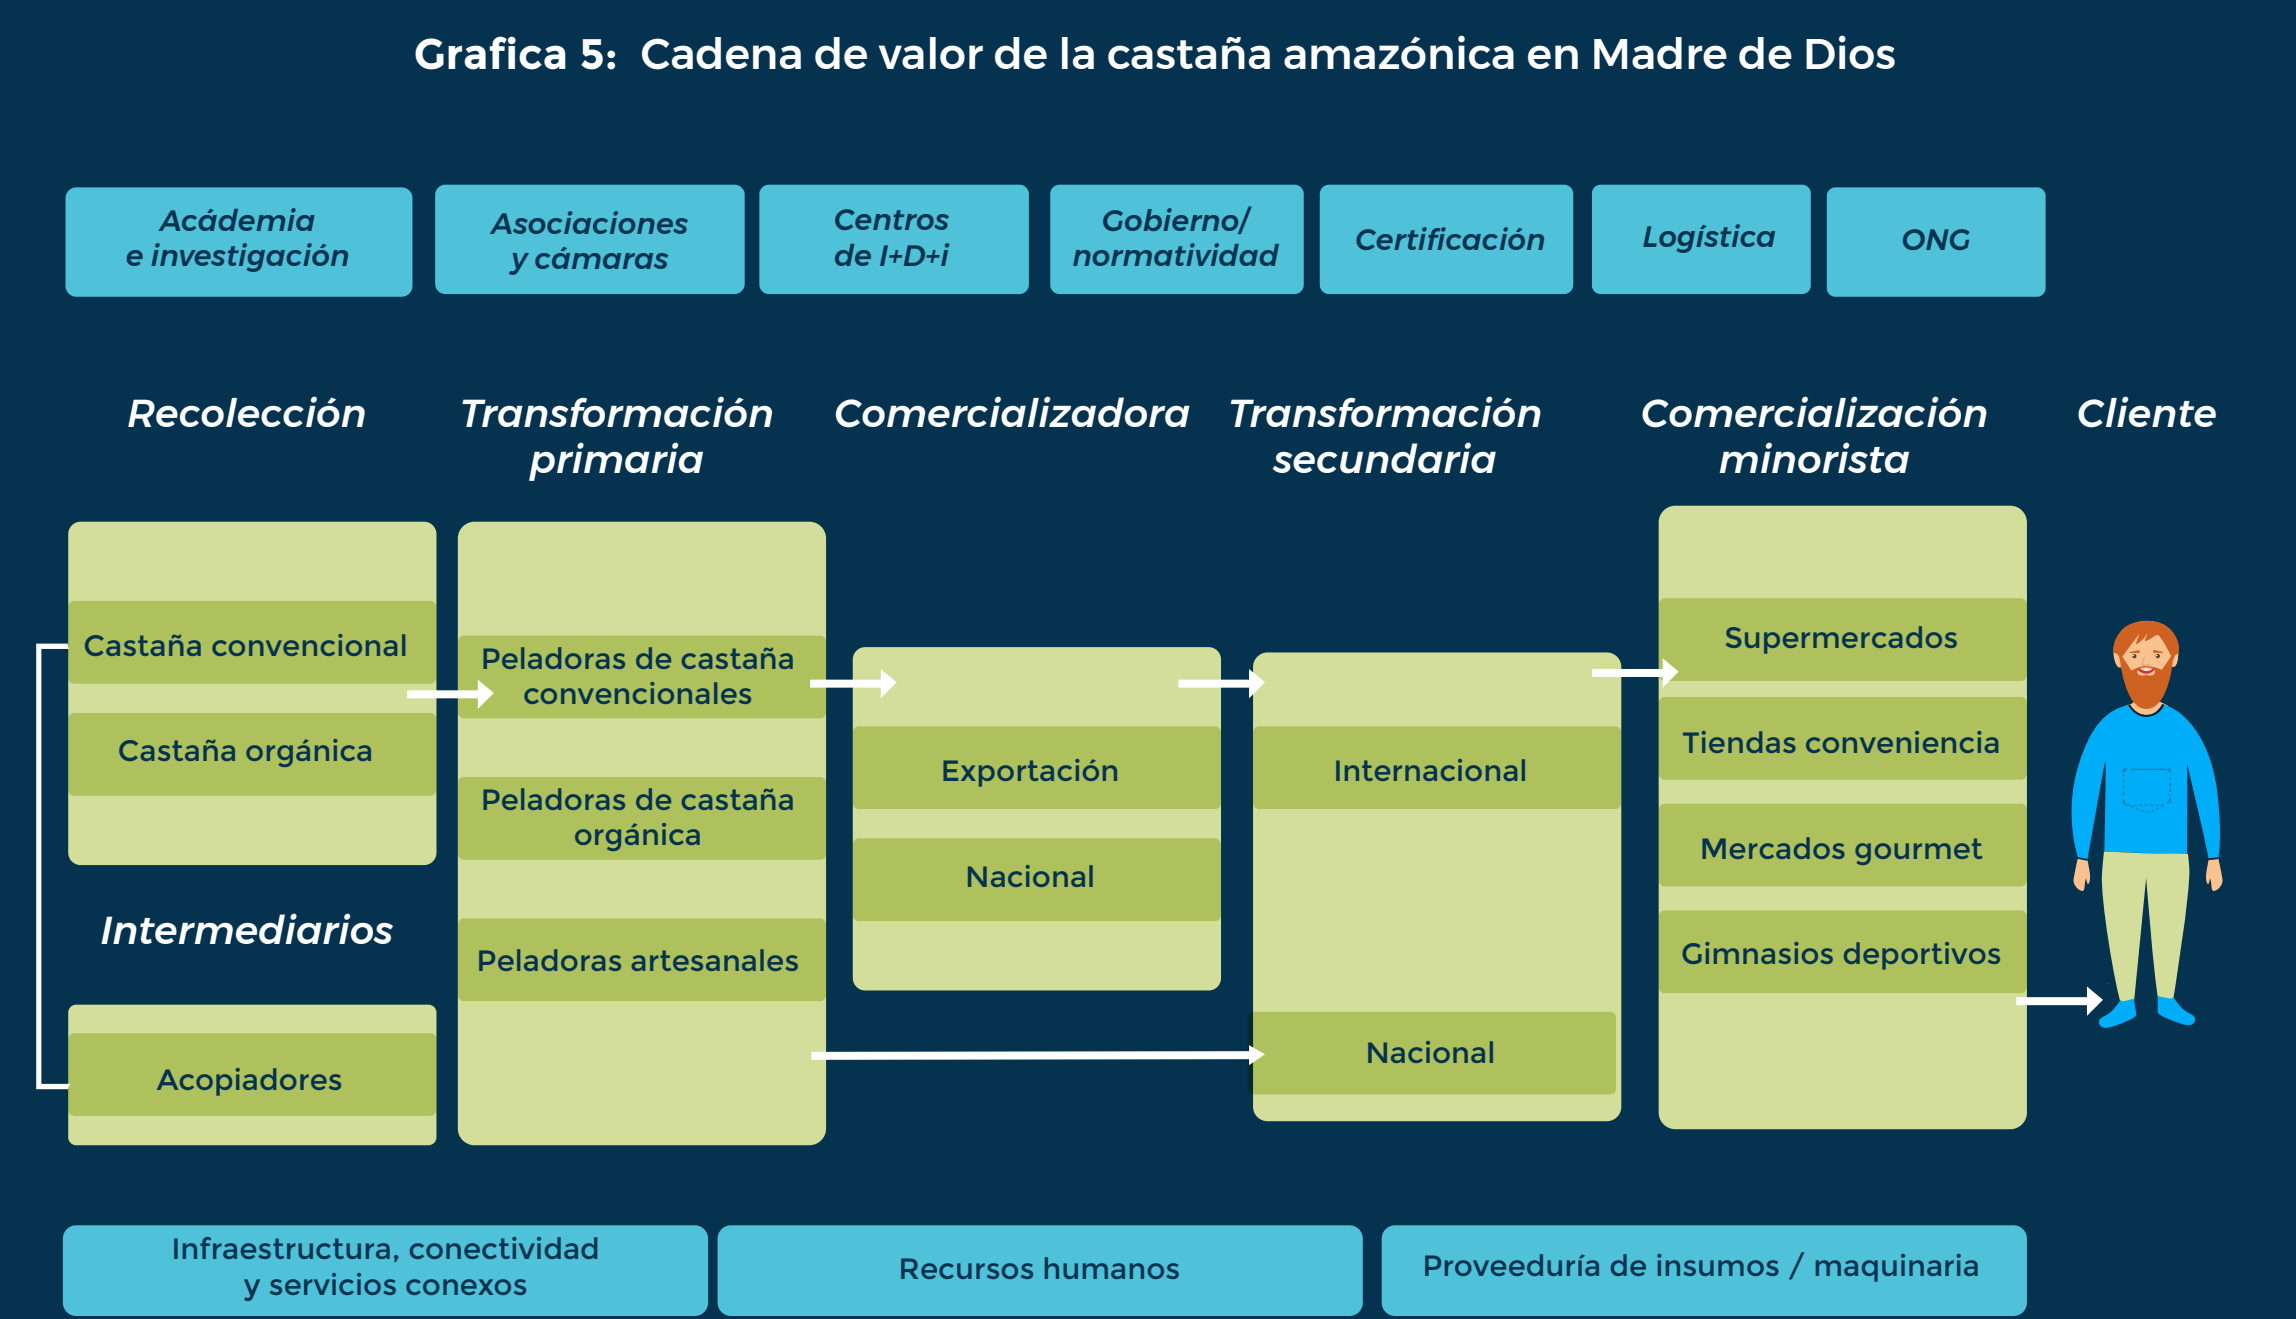 Grafica 5: Cadena de valor de la castaña amazónica en Madre de Dios
Acádemia
e investigación
Asociaciones
y cámaras
Centros
de I+D+i
Gobierno/
normatividad
Certificación
Logística
ONG
Recolección
Transformación
primaria
Comercializadora
Transformación
secundaria
Comercialización
minorista
Cliente
Castaña convencional
Castaña orgánica
Intermediarios
Acopiadores
Peladoras de castaña
convencionales
Peladoras de castaña
orgánica
Peladoras artesanales
Exportación
Nacional
Internacional
Nacional
Supermercados
Tiendas conveniencia
Mercados gourmet
Gimnasios deportivos
Infraestructura, conectividad
y servicios conexos
Recursos humanos
Proveeduría de insumos / maquinaria